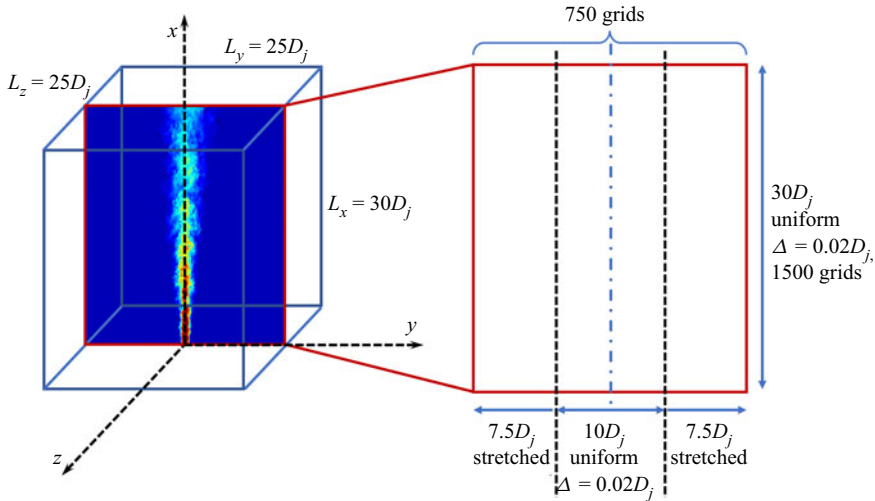 x
L_y = 25D_j
L_z = 25D_j
L_x = 30D_j
y
z
750 grids
30D_j
uniform
Δ = 0.02D_j,
1500 grids
7.5D_j
stretched
10D_j
uniform
Δ = 0.02D_j
7.5D_j
stretched